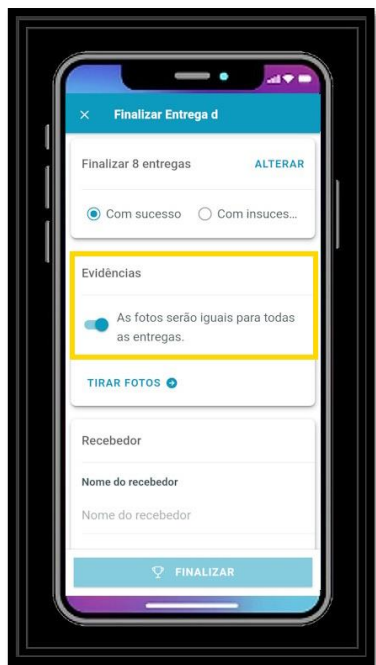 Finalizar Entrega d
Finalizar 8 entregas
ALTERAR
Com sucesso
Com insuces...
Evidências
As fotos serão iguais para todas
as entregas.
TIRAR FOTOS
Recebedor
Nome do recebedor
Nome do recebedor
FINALIZAR